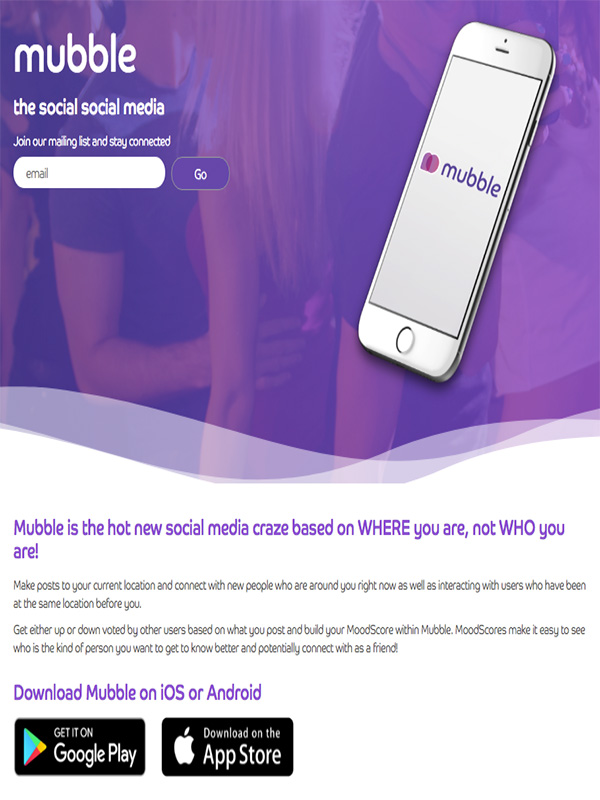 mubble
the social social media
Join our mailing list and stay connected
email
Go
mubble
Mubble is the hot new social media craze based on WHERE you are, not WHO you
are!
Make posts to your current location and connect with new people who are around you right now as well as interacting with users who have been
at the same location before you.
Get either up or down voted by other users based on what you post and build your MoodScore within Mubble. MoodScores make it easy to see
who is the kind of person you want to get to know better and potentially connect with as a friend!
Download Mubble on iOS or Android
GET IT ON
Google Play
Download on the
App Store